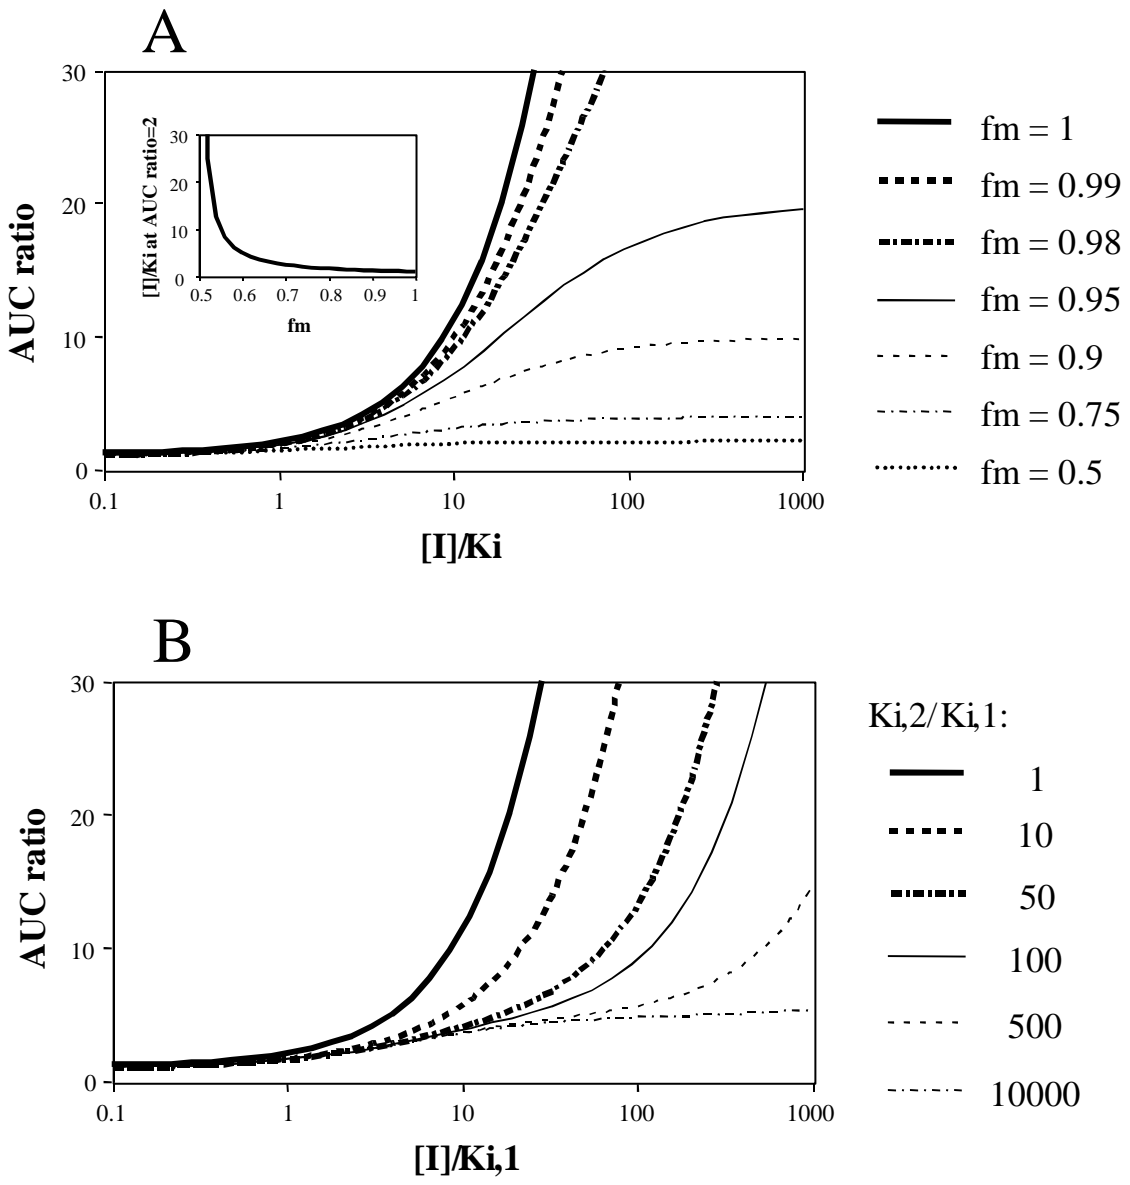 A
30
20
10
0
AUC ratio
0.1
1
10
100
1000
[I]/Ki
[I]/Ki at AUC ratio=2
30
20
10
0
0.5
0.6
0.7
0.8
0.9
1
fm
fm = 1
fm = 0.99
fm = 0.98
fm = 0.95
fm = 0.9
fm = 0.75
fm = 0.5
B
30
20
10
0
AUC ratio
0.1
1
10
100
1000
[I]/Ki,1
Ki,2/Ki,1:
1
10
50
100
500
10000